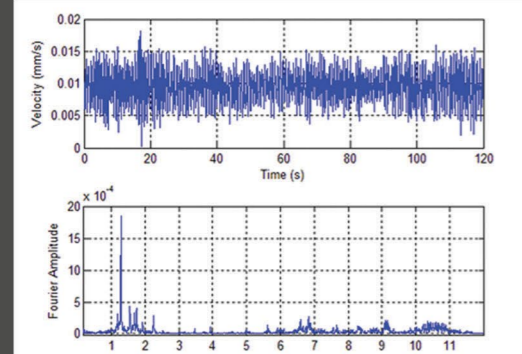 0.02
0.015
0.01
0.005
0
Velocity (mm/s)
0 20 40 60 80 100 120
Time (s)
x 10-4
20
15
10
5
0
Fourier Amplitude
1 2 3 4 5 6 7 8 9 10 11